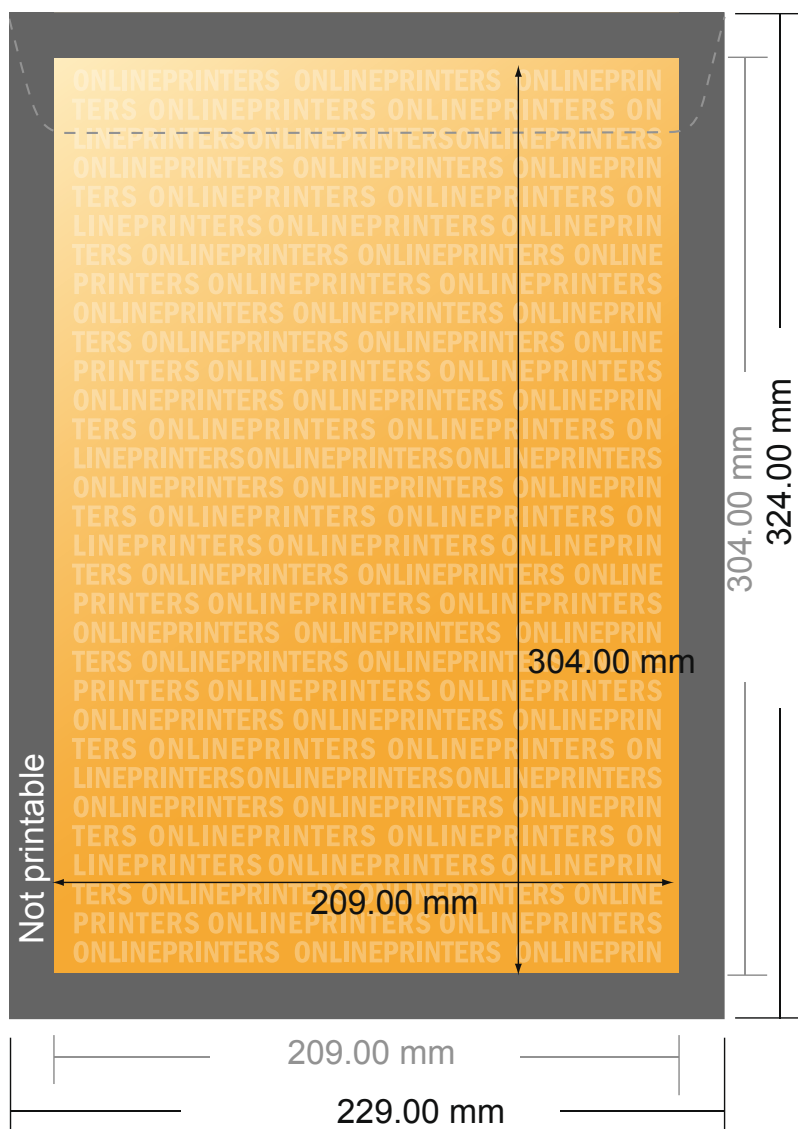 ONLINEPRINTERS ONLINEPRINTERS ONLINEPRIN
TERS ONLINEPRINTERS ONLINEPRINTERS ON
LINEPRINTERSONLINEPRINTERSONLINEPRINTERS
ONLINEPRINTERS ONLINEPRINTERS ONLINEPRIN
TERS ONLINEPRINTERS ONLINEPRINTERS ON
LINEPRINTERS ONLINEPRINTERS ONLINEPRIN
TERS ONLINEPRINTERS ONLINEPRINTERS ONLINE
PRINTERS ONLINEPRINTERS ONLINEPRINTERS
ONLINEPRINTERS ONLINEPRINTERS ONLINEPRIN
TERS ONLINEPRINTERS ONLINEPRINTERS ONLINE
PRINTERS ONLINEPRINTERS ONLINEPRINTERS
ONLINEPRINTERS ONLINEPRINTERS ONLINEPRIN
TERS ONLINEPRINTERS ONLINEPRINTERS ON
LINEPRINTERSONLINEPRINTERSONLINEPRINTERS
ONLINEPRINTERS ONLINEPRINTERS ONLINEPRIN
TERS ONLINEPRINTERS ONLINEPRINTERS ON
LINEPRINTERS ONLINEPRINTERS ONLINEPRIN
TERS ONLINEPRINTERS ONLINEPRINTERS ONLINE
PRINTERS ONLINEPRINTERS ONLINEPRINTERS
ONLINEPRINTERS ONLINEPRINTERS ONLINEPRIN
TERS ONLINEPRINTERS ONLINEPRINTERS ONLINE
PRINTERS ONLINEPRINTERS ONLINEPRINTERS
ONLINEPRINTERS ONLINEPRINTERS ONLINEPRIN
TERS ONLINEPRINTERS ONLINEPRINTERS ON
LINEPRINTERSONLINEPRINTERSONLINEPRINTERS
ONLINEPRINTERS ONLINEPRINTERS ONLINEPRIN
TERS ONLINEPRINTERS ONLINEPRINTERS ON
LINEPRINTERS ONLINEPRINTERS ONLINEPRIN
TERS ONLINEPRINTERS ONLINEPRINTERS ONLINE
PRINTERS ONLINEPRINTERS ONLINEPRINTERS
ONLINEPRINTERS ONLINEPRINTERS ONLINEPRIN
304.00 mm
209.00 mm
Not printable
304.00 mm
324.00 mm
209.00 mm
229.00 mm